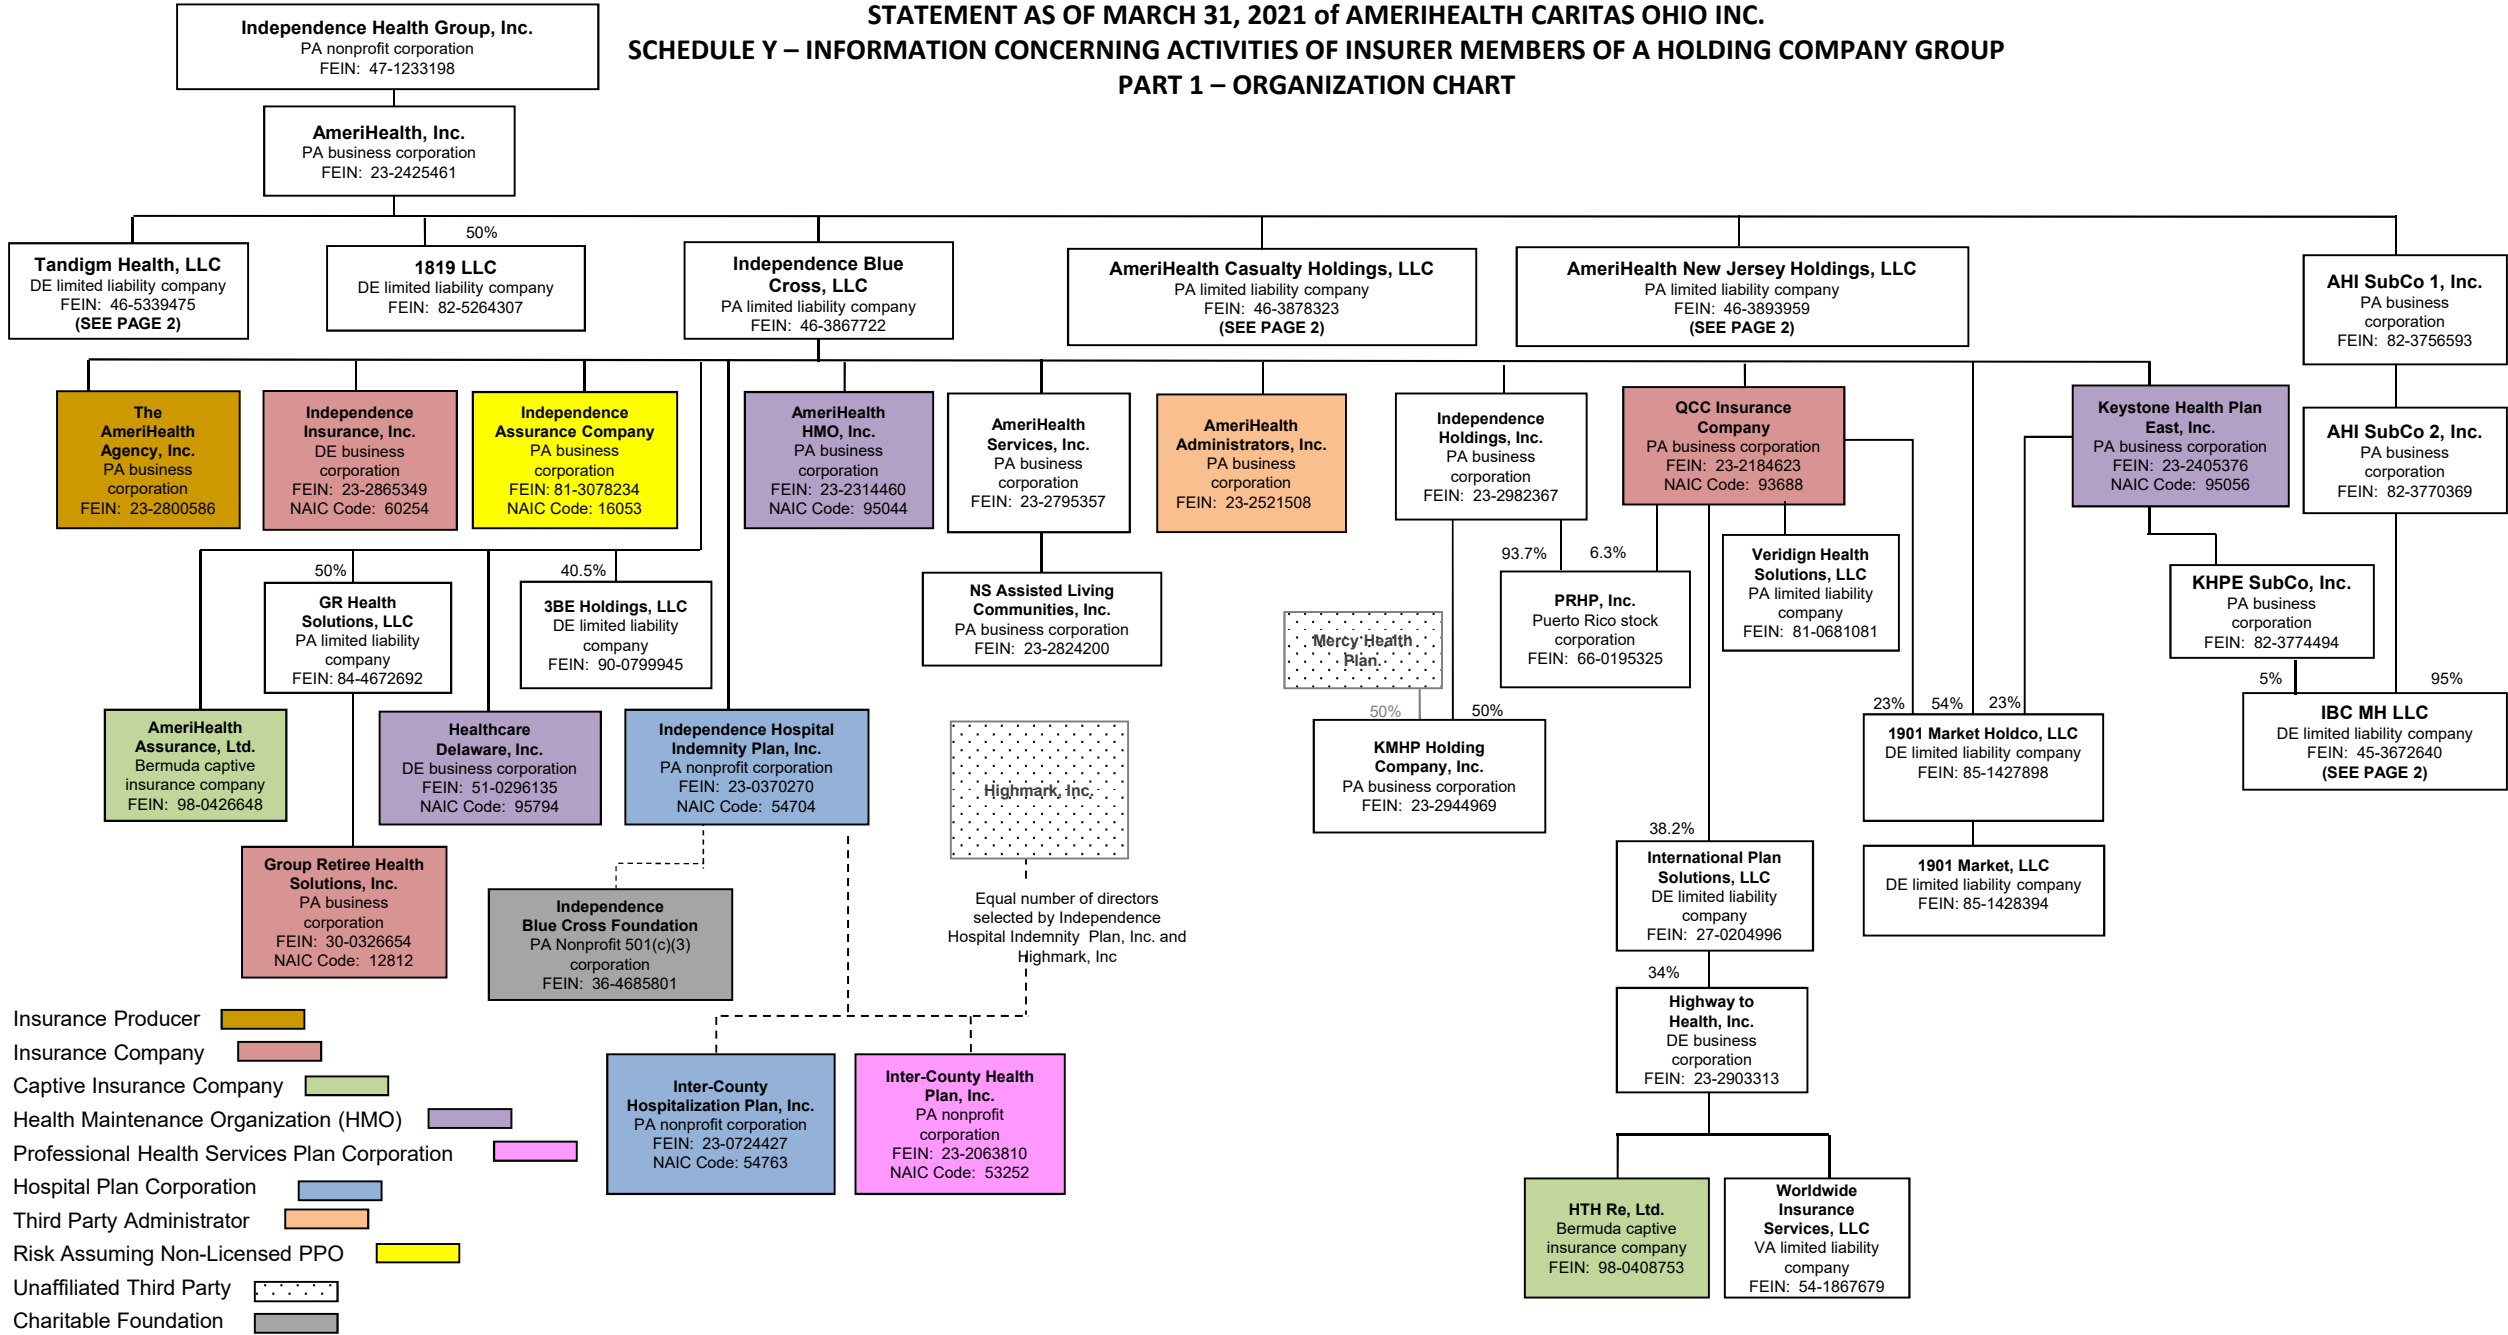 STATEMENT AS OF MARCH 31, 2021 of AMERIHEALTH CARITAS OHIO INC.
SCHEDULE Y – INFORMATION CONCERNING ACTIVITIES OF INSURER MEMBERS OF A HOLDING COMPANY GROUP
PART 1 – ORGANIZATION CHART
Independence Health Group, Inc.
PA nonprofit corporation
FEIN: 47-1233198
AmeriHealth, Inc.
PA business corporation
FEIN: 23-2425461
Tandigm Health, LLC
DE limited liability company
FEIN: 46-5339475
(SEE PAGE 2)
50%
1819 LLC
DE limited liability company
FEIN: 82-5264307
Independence Blue
Cross, LLC
PA limited liability company
FEIN: 46-3867722
AmeriHealth Casualty Holdings, LLC
PA limited liability company
FEIN: 46-3878323
(SEE PAGE 2)
AmeriHealth New Jersey Holdings, LLC
PA limited liability company
FEIN: 46-3893959
(SEE PAGE 2)
AHI SubCo 1, Inc.
PA business
corporation
FEIN: 82-3756593
The
AmeriHealth
Agency, Inc.
PA business
corporation
FEIN: 23-2800586
Independence
Insurance, Inc.
DE business
corporation
FEIN: 23-2865349
NAIC Code: 60254
Independence
Assurance Company
PA business
corporation
FEIN: 81-3078234
NAIC Code: 16053
AmeriHealth
HMO, Inc.
PA business
corporation
FEIN: 23-2314460
NAIC Code: 95044
AmeriHealth
Services, Inc.
PA business
corporation
FEIN: 23-2795357
AmeriHealth
Administrators, Inc.
PA business
corporation
FEIN: 23-2521508
Independence
Holdings, Inc.
PA business
corporation
FEIN: 23-2982367
QCC Insurance
Company
PA business corporation
FEIN: 23-2184623
NAIC Code: 93688
Keystone Health Plan
East, Inc.
PA business corporation
FEIN: 23-2405376
NAIC Code: 95056
AHI SubCo 2, Inc.
PA business
corporation
FEIN: 82-3770369
50%
GR Health
Solutions, LLC
PA limited liability
company
FEIN: 84-4672692
40.5%
3BE Holdings, LLC
DE limited liability
company
FEIN: 90-0799945
NS Assisted Living
Communities, Inc.
PA business corporation
FEIN: 23-2824200
Mercy Health
Plan.
93.7%
6.3%
PRHP, Inc.
Puerto Rico stock
corporation
FEIN: 66-0195325
Veridign Health
Solutions, LLC
PA limited liability
company
FEIN: 81-0681081
KHPE SubCo, Inc.
PA business
corporation
FEIN: 82-3774494
AmeriHealth
Assurance, Ltd.
Bermuda captive
insurance company
FEIN: 98-0426648
Healthcare
Delaware, Inc.
DE business corporation
FEIN: 51-0296135
NAIC Code: 95794
Independence Hospital
Indemnity Plan, Inc.
PA nonprofit corporation
FEIN: 23-0370270
NAIC Code: 54704
Highmark, Inc.
50%
50%
KMHP Holding
Company, Inc.
PA business corporation
FEIN: 23-2944969
23%
54%
23%
1901 Market Holdco, LLC
DE limited liability company
FEIN: 85-1427898
5%
95%
IBC MH LLC
DE limited liability company
FEIN: 45-3672640
(SEE PAGE 2)
Group Retiree Health
Solutions, Inc.
PA business
corporation
FEIN: 30-0326654
NAIC Code: 12812
Independence
Blue Cross Foundation
PA Nonprofit 501(c)(3)
corporation
FEIN: 36-4685801
Equal number of directors
selected by Independence
Hospital Indemnity Plan, Inc. and
Highmark, Inc
38.2%
International Plan
Solutions, LLC
DE limited liability
company
FEIN: 27-0204996
1901 Market, LLC
DE limited liability company
FEIN: 85-1428394
34%
Highway to
Health, Inc.
DE business
corporation
FEIN: 23-2903313
Inter-County
Hospitalization Plan, Inc.
PA nonprofit corporation
FEIN: 23-0724427
NAIC Code: 54763
Inter-County Health
Plan, Inc.
PA nonprofit
corporation
FEIN: 23-2063810
NAIC Code: 53252
HTH Re, Ltd.
Bermuda captive
insurance company
FEIN: 98-0408753
Worldwide
Insurance
Services, LLC
VA limited liability
company
FEIN: 54-1867679
Insurance Producer
Insurance Company
Captive Insurance Company
Health Maintenance Organization (HMO)
Professional Health Services Plan Corporation
Hospital Plan Corporation
Third Party Administrator
Risk Assuming Non-Licensed PPO
Unaffiliated Third Party
Charitable Foundation